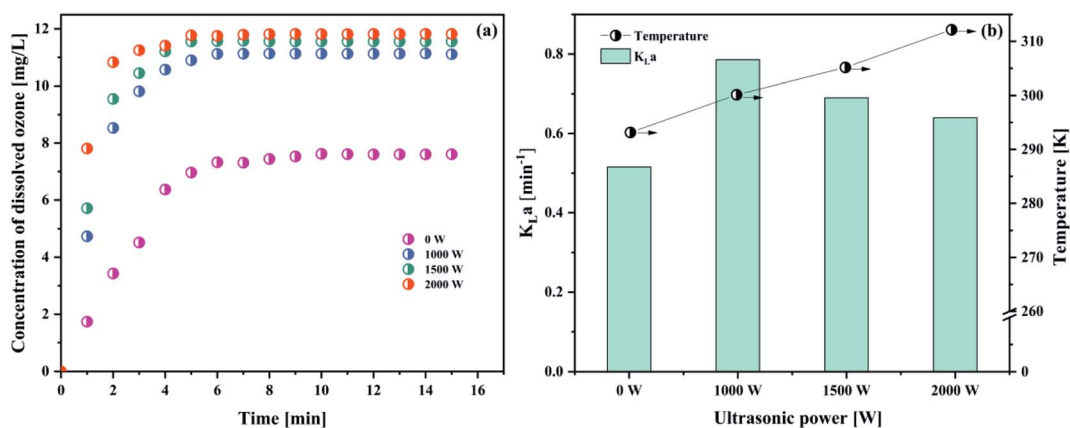 Concentration of dissolved ozone [mg/L]
12
10
8
6
4
2
0
(a)
0 W
1000 W
1500 W
2000 W
0 2 4 6 8 10 12 14 16
Time [min]
K_La [min⁻¹]
0.8
0.6
0.4
0.2
0.0
Temperature
K_La
(b)
310
300
290
280
270
260
0
Temperature [K]
0 W 1000 W 1500 W 2000 W
Ultrasonic power [W]